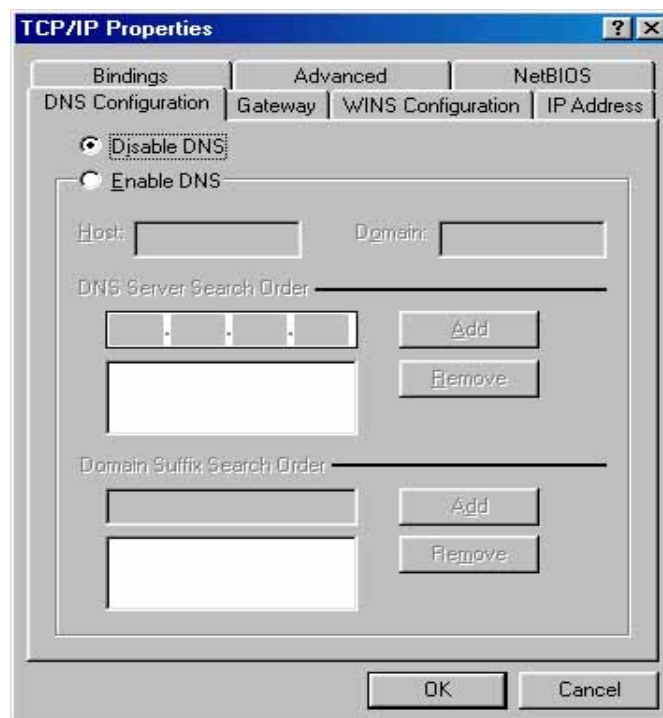 TCP/IP Properties
Bindings Advanced NetBIOS
DNS Configuration Gateway WINS Configuration IP Address
Disable DNS
Enable DNS
Host: Domain:
DNS Server Search Order
. . .
Add
Remove
Domain Suffix Search Order
Add
Remove
OK Cancel